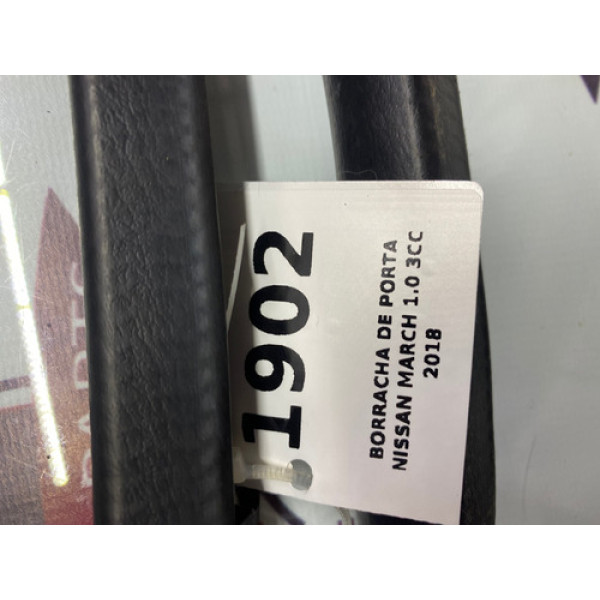 1902
BORRACHA DE PORTA
NISSAN MARCH 1.0 3CC
2018